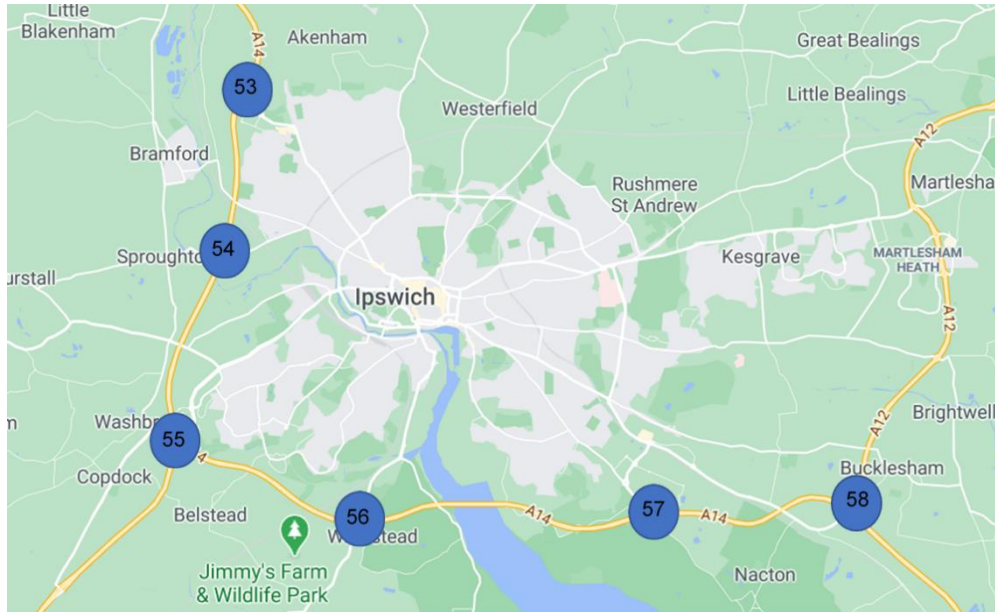 Little
Blakenham
A14
Akenham
Great Bealings
53
Little Bealings
Westerfield
A12
Bramford
Rushmere
St Andrew
Martlesha
54
Sproughto
Kesgrave
MARTLESHAM
HEATH
urstall
Ipswich
A12
Washbr
55
Brightwell
A12
4
Copdock
Bucklesham
58
57
56
A14
A14
Belstead
W
stead
Jimmy's Farm
& Wildlife Park
Nacton
m